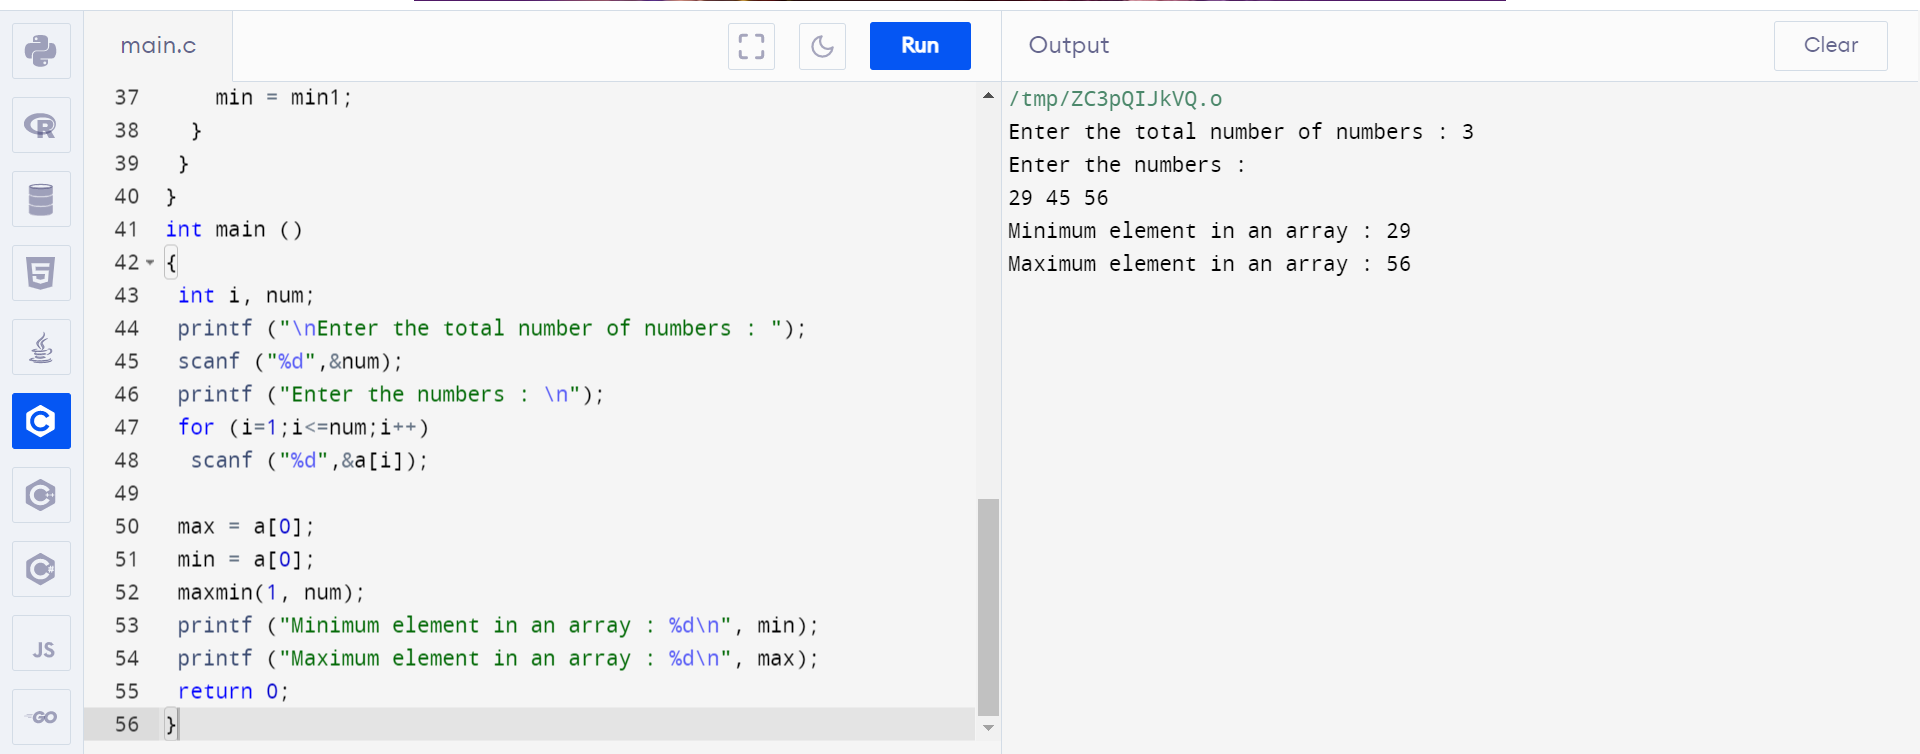 main.c
Run
37 min = min1;
38 }
39 }
40 }
41 int main ()
42 {
43 int i, num;
44 printf ("\nEnter the total number of numbers : ");
45 scanf ("%d",&num);
46 printf ("Enter the numbers : \n");
47 for (i=1;i<=num;i++)
48 scanf ("%d",&a[i]);
49
50 max = a[0];
51 min = a[0];
52 maxmin(1, num);
53 printf ("Minimum element in an array : %d\n", min);
54 printf ("Maximum element in an array : %d\n", max);
55 return 0;
56 }
Output
Clear
/tmp/ZC3pQIJkVQ.o
Enter the total number of numbers : 3
Enter the numbers :
29 45 56
Minimum element in an array : 29
Maximum element in an array : 56
R
5
C
C
C
JS
GO